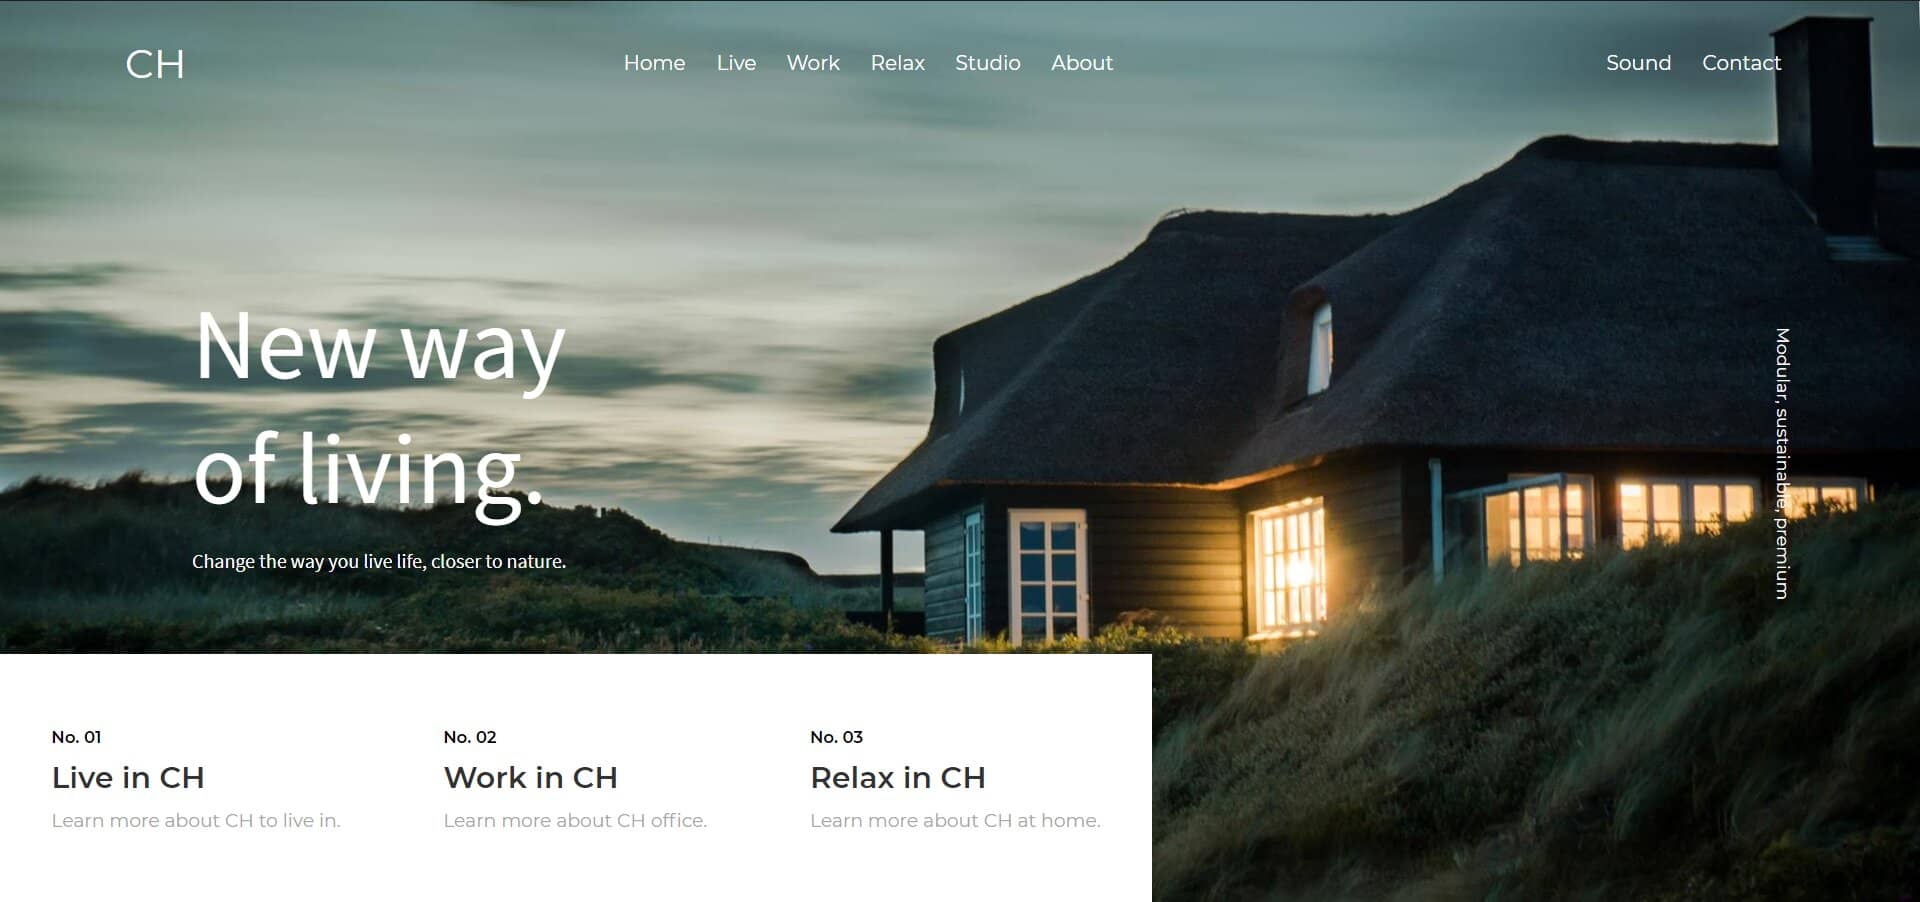 CH
Home Live Work Relax Studio About
Sound Contact
New way
of living.
Change the way you live life, closer to nature.
Modular, sustainable, premium
No. 01
Live in CH
Learn more about CH to live in.
No. 02
Work in CH
Learn more about CH office.
No. 03
Relax in CH
Learn more about CH at home.